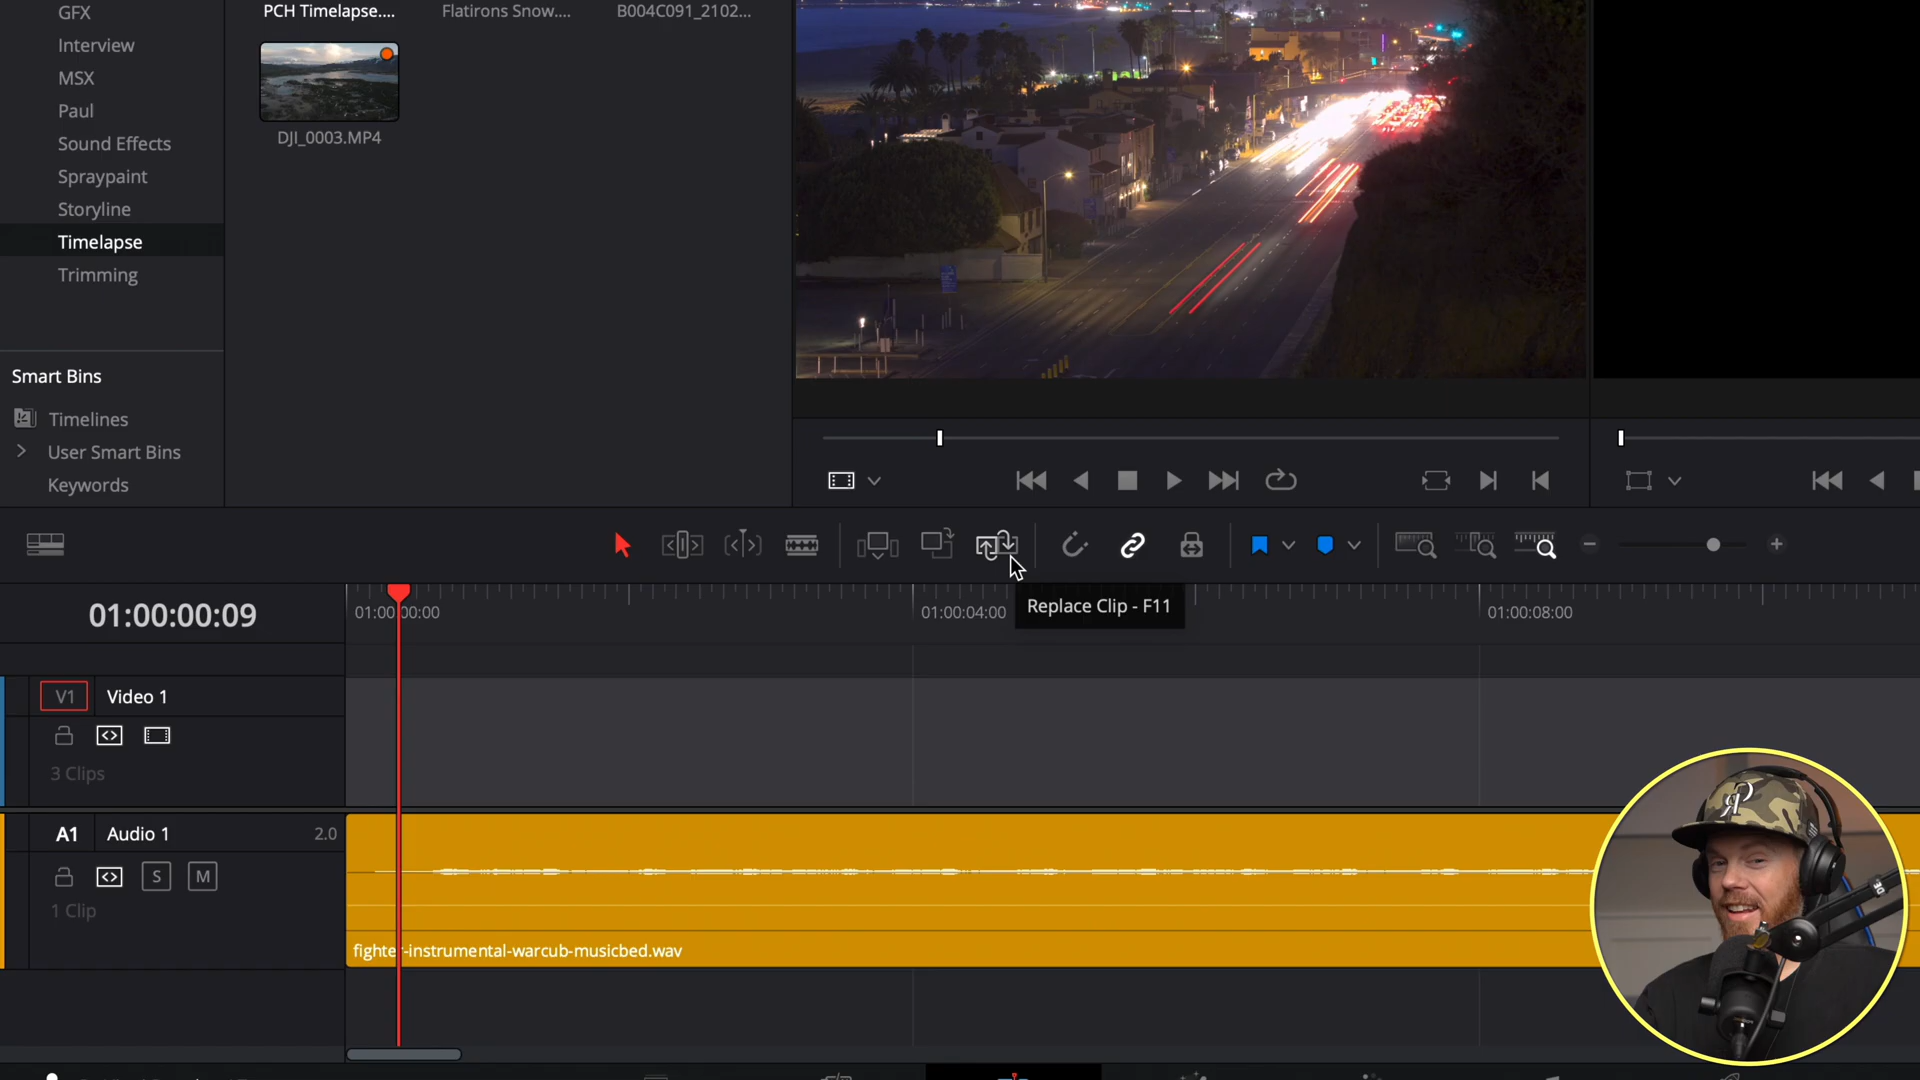 GFX
Interview
MSX
Paul
Sound Effects
Spraypaint
Storyline
Timelapse
Trimming
PCH Timelapse....
Flatirons Snow....
B004C091_2102...
DJI_0003.MP4
Smart Bins
Timelines
User Smart Bins
Keywords
01:00:00:09
01:00:00:00
01:00:04:00
01:00:08:00
Replace Clip - F11
V1
Video 1
3 Clips
A1
Audio 1
2.0
S
M
1 Clip
fighter-instrumental-warcub-musicbed.wav